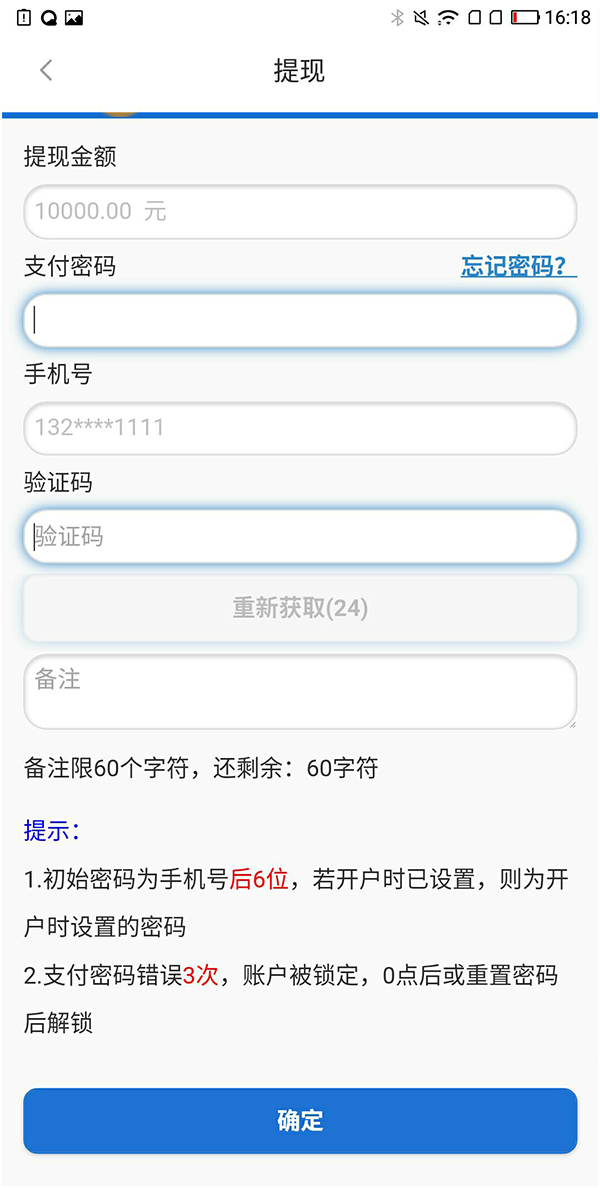 16:18
提现
提现金额
10000.00 元
支付密码 忘记密码？
手机号
132****1111
验证码
验证码
重新获取(24)
备注
备注限60个字符，还剩余：60字符
提示：
1.初始密码为手机号后6位，若开户时已设置，则为开
户时设置的密码
2.支付密码错误3次，账户被锁定，0点后或重置密码
后解锁
确定